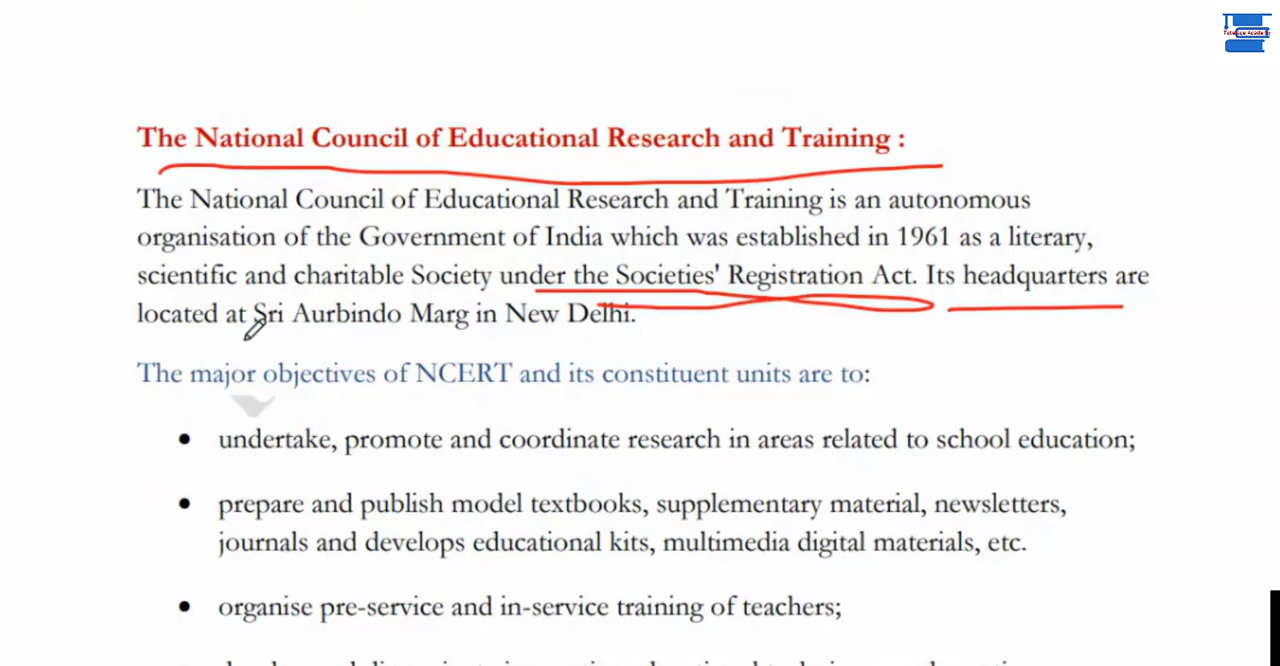 The National Council of Educational Research and Training :
The National Council of Educational Research and Training is an autonomous
organisation of the Government of India which was established in 1961 as a literary,
scientific and charitable Society under the Societies' Registration Act. Its headquarters are
located at Sri Aurbindo Marg in New Delhi.
The major objectives of NCERT and its constituent units are to:
• undertake, promote and coordinate research in areas related to school education;
• prepare and publish model textbooks, supplementary material, newsletters,
journals and develops educational kits, multimedia digital materials, etc.
• organise pre-service and in-service training of teachers;